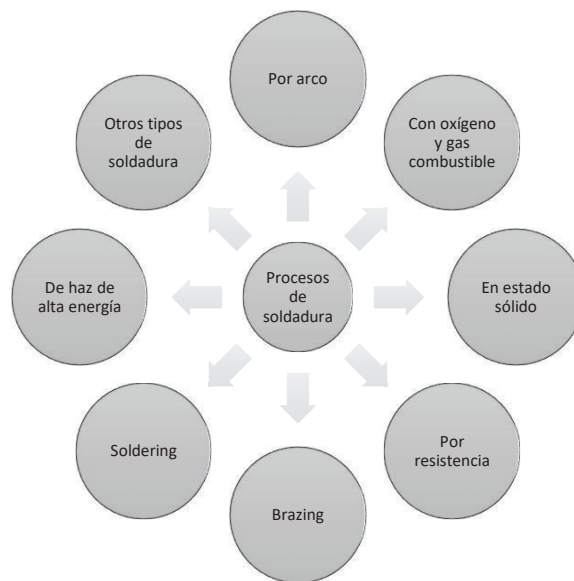 Por arco
Otros tipos
de
soldadura
Con oxígeno
y gas
combustible
De haz de
alta energía
Procesos
de
soldadura
En estado
sólido
Soldering
Por
resistencia
Brazing